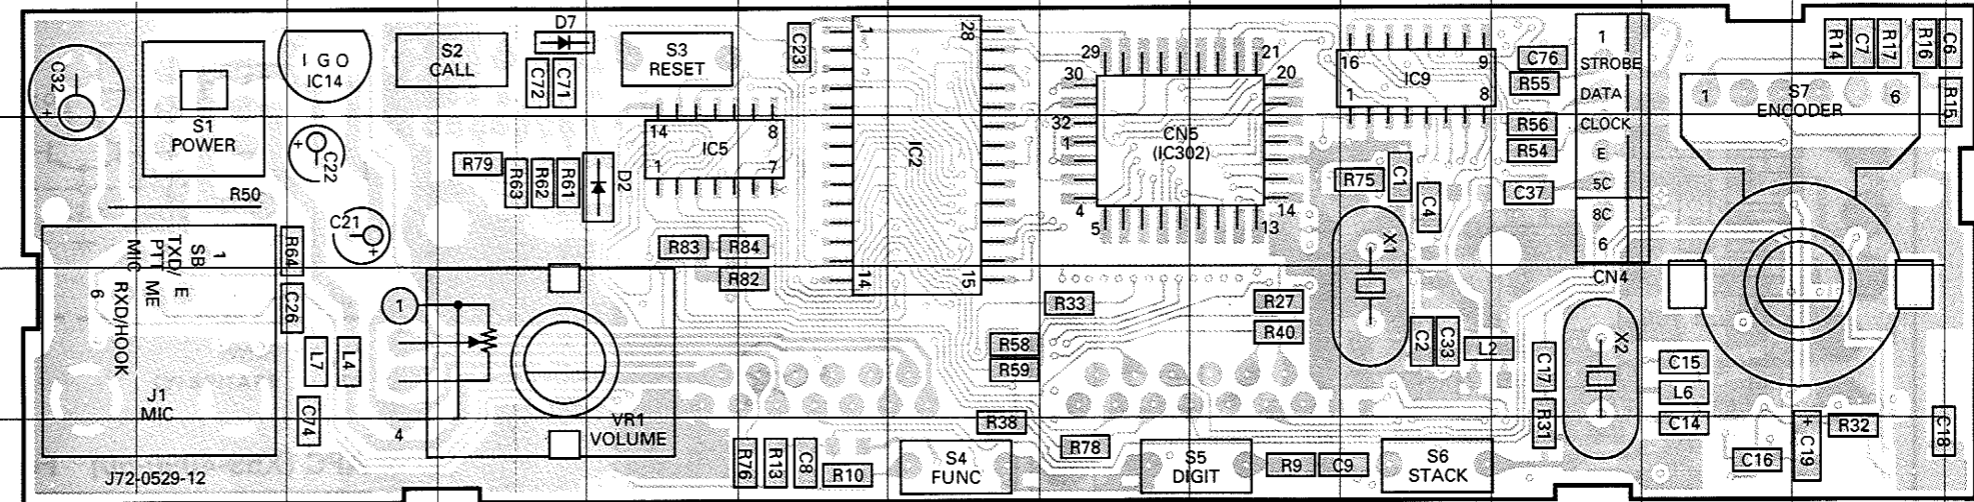 C32
+
S1
POWER
I G O
IC14
S2
CALL
D7
C72
C71
S3
RESET
C23
1
28
IC2
14
15
29
21
30
20
32
1
CN5
(IC302)
4
14
5
13
16
9
IC9
1
8
C76
R55
R56
R54
C37
1
STROBE
DATA
CLOCK
E
5C
8C
6
CN4
R14
C7
R17
R16
C6
R15
S7
ENCODER
1
6
+
C22
R50
C21
+
R79
R63
R62
R61
D2
14
8
IC5
1
7
R83
R84
R82
R75
C1
C4
X1
R64
C26
1
SB
E
TXD/
PTT
ME
MIC
RXD/HOOK
6
J1
MIC
J72-0529-12
L7
L4
C74
1
4
VR1
VOLUME
R33
R27
R40
R58
R59
R38
R78
C2
C33
L2
C17
R31
X2
C15
L6
C14
C16
+
C19
R32
C18
R76
R13
C8
R10
S4
FUNC
S5
DIGIT
R9
C9
S6
STACK